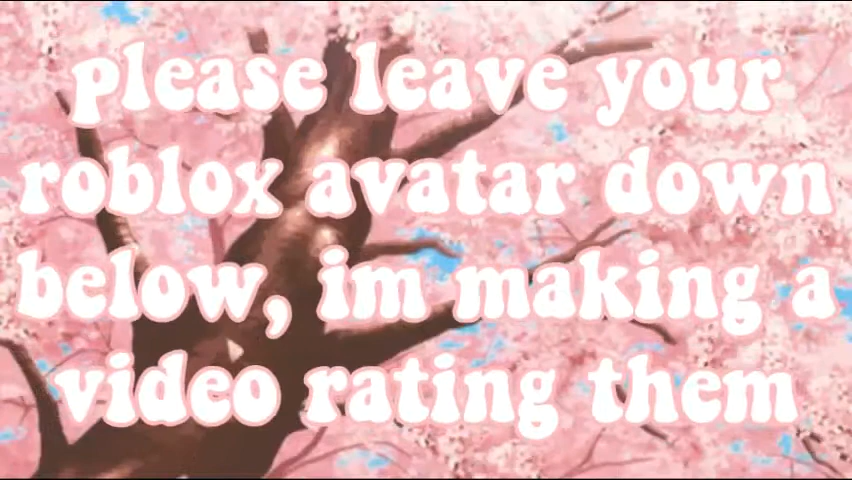 please leave your
roblox avatar down
below, im making a
video rating them